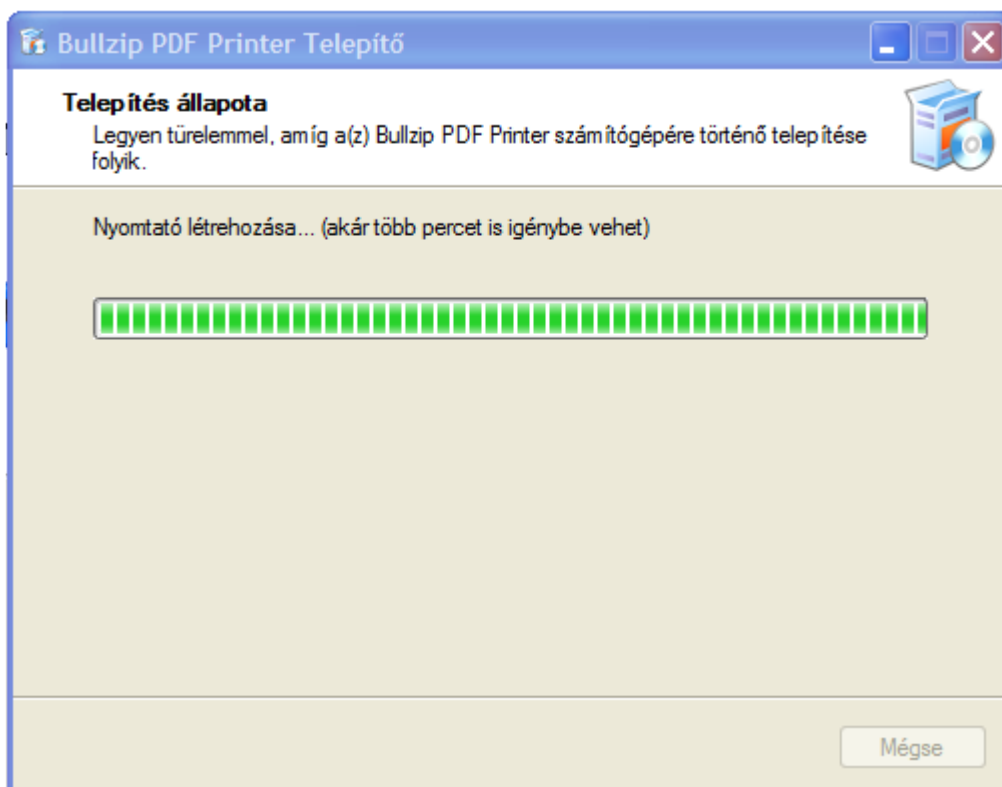 Bullzip PDF Printer Telepítő
Telepítés állapota
Legyen türelemmel, amíg a(z) Bullzip PDF Printer számítógépére történő telepítése
folyik.
Nyomtató létrehozása... (akár több percet is igénybe vehet)
Mégse